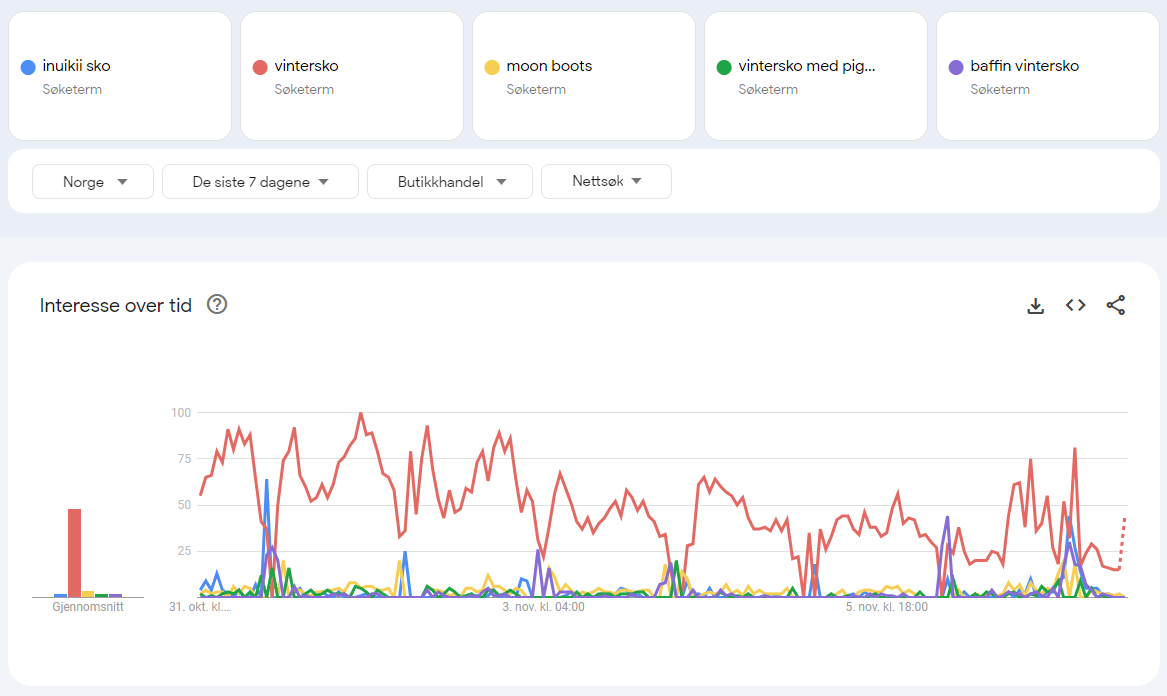 inuikii sko
Søketerm
vintersko
Søketerm
moon boots
Søketerm
vintersko med pig...
Søketerm
baffin vintersko
Søketerm
Norge
De siste 7 dagene
Butikkhandel
Nettsøk
Interesse over tid
100
75
50
25
Gjennomsnitt
31. okt. kl....
3. nov. kl. 04:00
5. nov. kl. 18:00